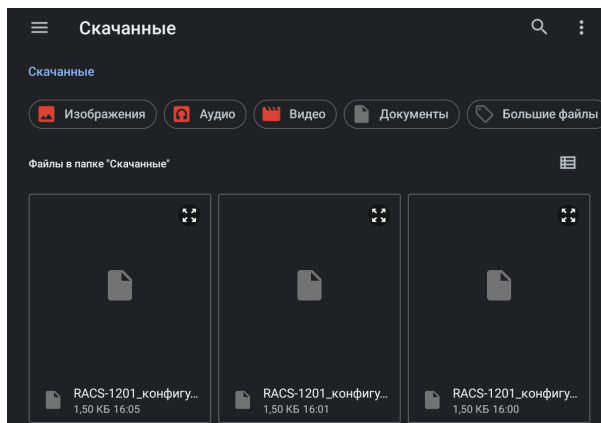 Скачанные
Скачанные
Изображения Аудио Видео Документы Большие файлы
Файлы в папке "Скачанные"
RACS-1201_конфигу... RACS-1201_конфигу... RACS-1201_конфигу...
1,50 КБ 16:05 1,50 КБ 16:01 1,50 КБ 16:00